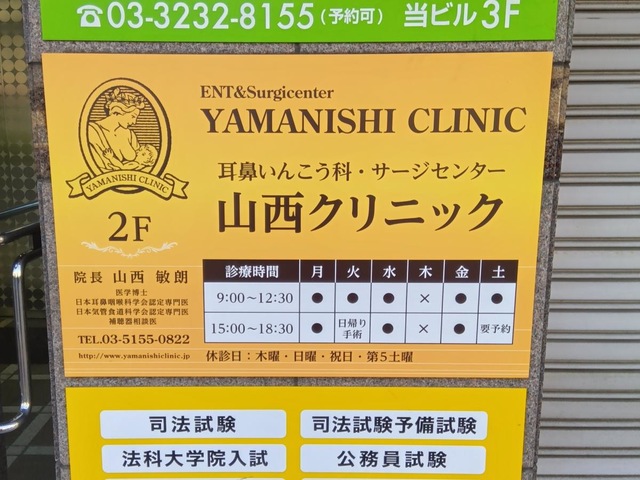 ☎03-3232-8155(予約可) 当ビル3F
ENT&Surgicenter
YAMANISHI CLINIC
耳鼻いんこう科・サージセンター
山西クリニック
YAMANISHI CLINIC
2F
院長 山西 敏朗
医学博士
日本耳鼻咽喉科学会認定専門医
日本気管食道科学会認定専門医
補聴器相談医
TEL.03-5155-0822
http://www.yamanishiclinic.jp
診療時間 月 火 水 木 金 土
9:00〜12:30 ● ● ● × ● ●
15:00〜18:30 ● 日帰り手術 ● × ● 要予約
休診日：木曜・日曜・祝日・第5土曜
司法試験 司法試験予備試験
法科大学院入試 公務員試験